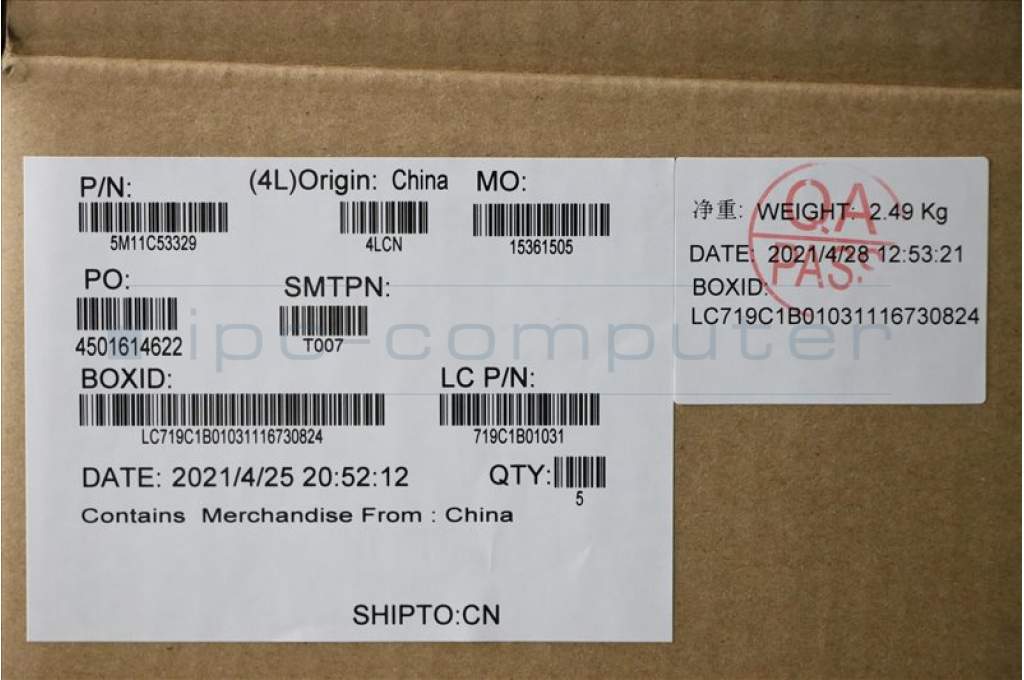 P/N: (4L)Origin: China MO:
5M11C53329 4LCN 15361505
PO: SMTPN:
4501614622 T007
BOXID: LC P/N:
LC719C1B01031116730824 719C1B01031
DATE: 2021/4/25 20:52:12 QTY:
5
Contains Merchandise From : China
SHIPTO:CN
净重: WEIGHT: 2.49 Kg
DATE: 2021/4/28 12:53:21
BOXID:
LC719C1B01031116730824
Q.A
PASS
ipc-computer